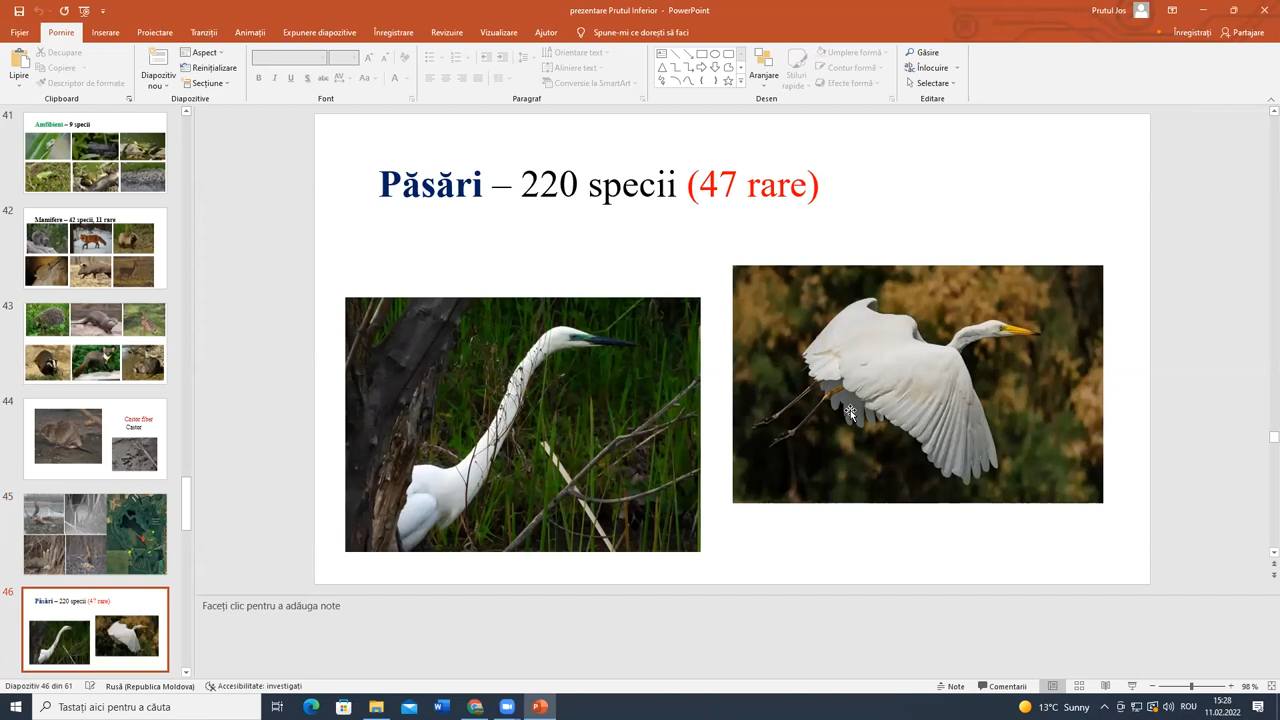 prezentare Prutul Inferior - PowerPoint
Prutul Jos
Fișier Pornire Inserare Proiectare Tranziții Animații Expunere diapozitive Înregistrare Revizuire Vizualizare Ajutor Spune-mi ce dorești să faci
Înregistrați Partajare
Lipire
Decupare
Copiere
Descriptor de formate
Clipboard
Diapozitiv nou
Aspect
Reinițializare
Secțiune
Diapozitive
Font
Orientare text
Aliniere text
Conversie la SmartArt
Paragraf
Aranjare
Stiluri rapide
Umplere formă
Contur formă
Efecte formă
Desen
Găsire
Înlocuire
Selectare
Editare
41
Amfibieni – 9 specii
42
Mamifere – 42 specii, 11 rare
43
44
Castor fiber
Castor
45
46
Păsări – 220 specii (47 rare)
Păsări – 220 specii (47 rare)
Faceți clic pentru a adăuga note
Diapozitiv 46 din 61
Rusă (Republica Moldova)
Accesibilitate: investigați
Note
Comentarii
98 %
Tastați aici pentru a căuta
13°C Sunny
ROU
15:28
11.02.2022